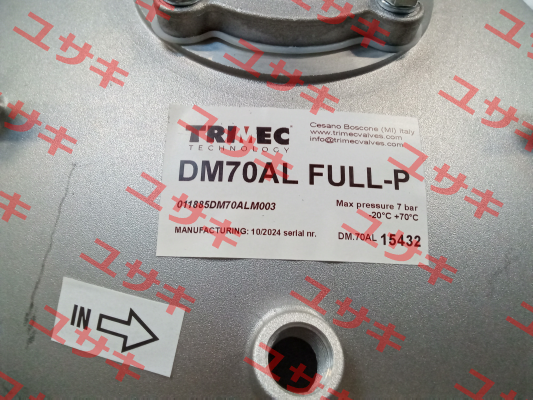 TRIMEC
TECHNOLOGY
Cesano Boscone (MI) Italy
www.trimecvalves.com
info@trimecvalves.com
DM70AL FULL-P
011885DM70ALM003
Max pressure 7 bar
-20°C +70°C
MANUFACTURING: 10/2024 serial nr.
DM.70AL 15432
IN
ユサキ